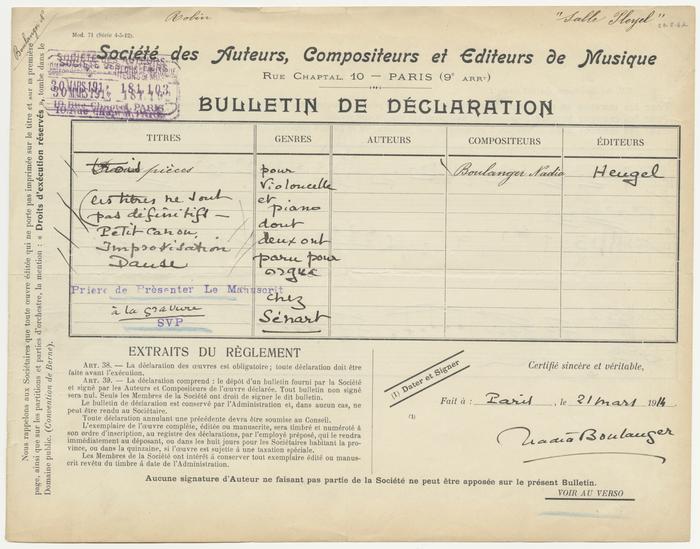 Robin
"Salle Pleyel"
Boulanger Nª
Mod. 71 (Série 4-5-12).
Société des Auteurs, Compositeurs et Editeurs de Musique
RUE CHAPTAL, 10 — PARIS (9e ARRt)
BULLETIN DE DÉCLARATION
Nous rappelons aux Sociétaires que toute œuvre éditée qui ne porte pas imprimée sur le titre et sur la première
page, ainsi que sur les partitions et parties d'orchestre, la mention : « Droits d'exécution réservés », tombe dans le
Domaine public. (Convention de Berne).
TITRES
GENRES
AUTEURS
COMPOSITEURS
ÉDITEURS
Trois pièces
(ces titres ne sont
pas définitifs —
Petit canon,
Improvisation
Danse
Priere de Prèsenter Le Manuscrit
à la gravure
SVP
pour
violoncelle
et
piano
dont
deux ont
paru pour
orgue
chez
Sénart
Boulanger Nadia
Heugel
EXTRAITS DU RÈGLEMENT
ART. 38. — La déclaration des œuvres est obligatoire ; toute déclaration doit être
faite avant l'exécution.
ART. 39. — La déclaration comprend : le dépôt d'un bulletin fourni par la Société
et signé par les Auteurs et Compositeurs de l'œuvre déclarée. Tout bulletin non signé
sera nul. Seuls les Membres de la Société ont droit de signer le dit bulletin.
Le bulletin de déclaration est conservé par l'Administration et, dans aucun cas, ne
peut être rendu au Sociétaire.
Toute déclaration annulant une précédente devra être soumise au Conseil.
L'exemplaire de l'œuvre complète, éditée ou manuscrite, sera timbré et numéroté à
son ordre d'inscription, au registre des déclarations, par l'employé préposé, qui le rendra
immédiatement au déposant, ou dans les huit jours pour les Sociétaires habitant la pro-
vince, ou dans la quinzaine, si l'œuvre est sujette à une taxation spéciale.
Les Membres de la Société ont intérêt à conserver tout exemplaire édité ou manus-
crit revêtu du timbre à date de l'Administration.
(1) Dater et Signer
Certifié sincère et véritable,
Fait à : Paris, le 21 mars 1914
(1)
Nadia Boulanger
Aucune signature d'Auteur ne faisant pas partie de la Société ne peut être apposée sur le présent Bulletin.
VOIR AU VERSO